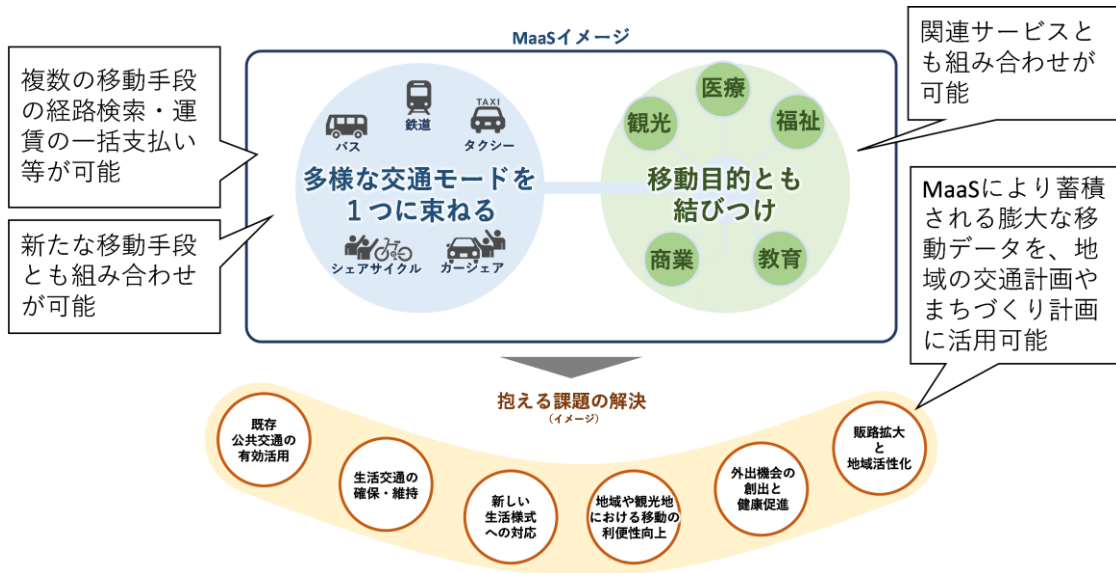 MaaSイメージ
複数の移動手段
の経路検索・運
賃の一括支払い
等が可能
新たな移動手段
とも組み合わせ
が可能
バス
鉄道
TAXI
タクシー
多様な交通モードを
１つに束ねる
シェアサイクル
カーシェア
観光
医療
福祉
移動目的とも
結びつけ
商業
教育
関連サービスと
も組み合わせが
可能
MaaSにより蓄積
される膨大な移
動データを、地
域の交通計画や
まちづくり計画
に活用可能
抱える課題の解決
（イメージ）
既存
公共交通の
有効活用
生活交通の
確保・維持
新しい
生活様式
への対応
地域や観光地
における移動の
利便性向上
外出機会の
創出と
健康促進
販路拡大
と
地域活性化